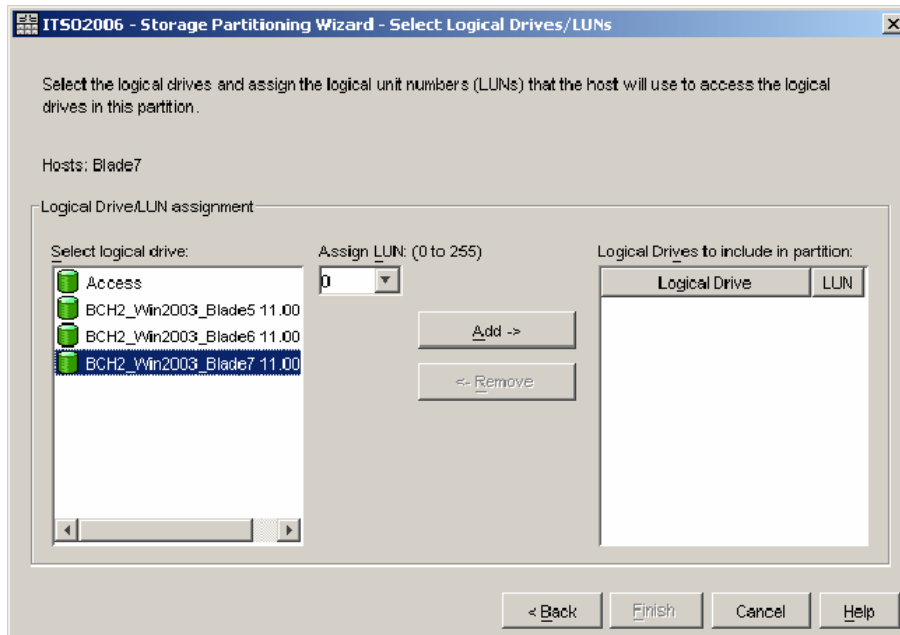 ITSO2006 - Storage Partitioning Wizard - Select Logical Drives/LUNs
Select the logical drives and assign the logical unit numbers (LUNs) that the host will use to access the logical
drives in this partition.
Hosts: Blade7
Logical Drive/LUN assignment
Select logical drive:
Access
BCH2_Win2003_Blade5 11.00
BCH2_Win2003_Blade6 11.00
BCH2_Win2003_Blade7 11.00
Assign LUN: (0 to 255)
0
Add ->
<- Remove
Logical Drives to include in partition:
Logical Drive LUN
< Back Finish Cancel Help